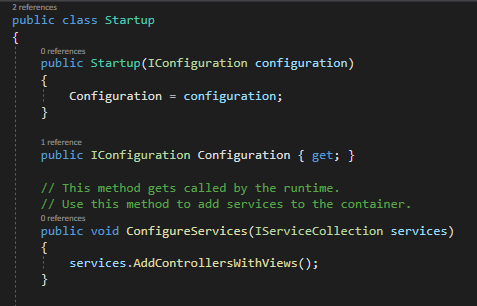 2 references
public class Startup
{
0 references
public Startup(IConfiguration configuration)
{
Configuration = configuration;
}
1 reference
public IConfiguration Configuration { get; }
// This method gets called by the runtime.
// Use this method to add services to the container.
0 references
public void ConfigureServices(IServiceCollection services)
{
services.AddControllersWithViews();
}